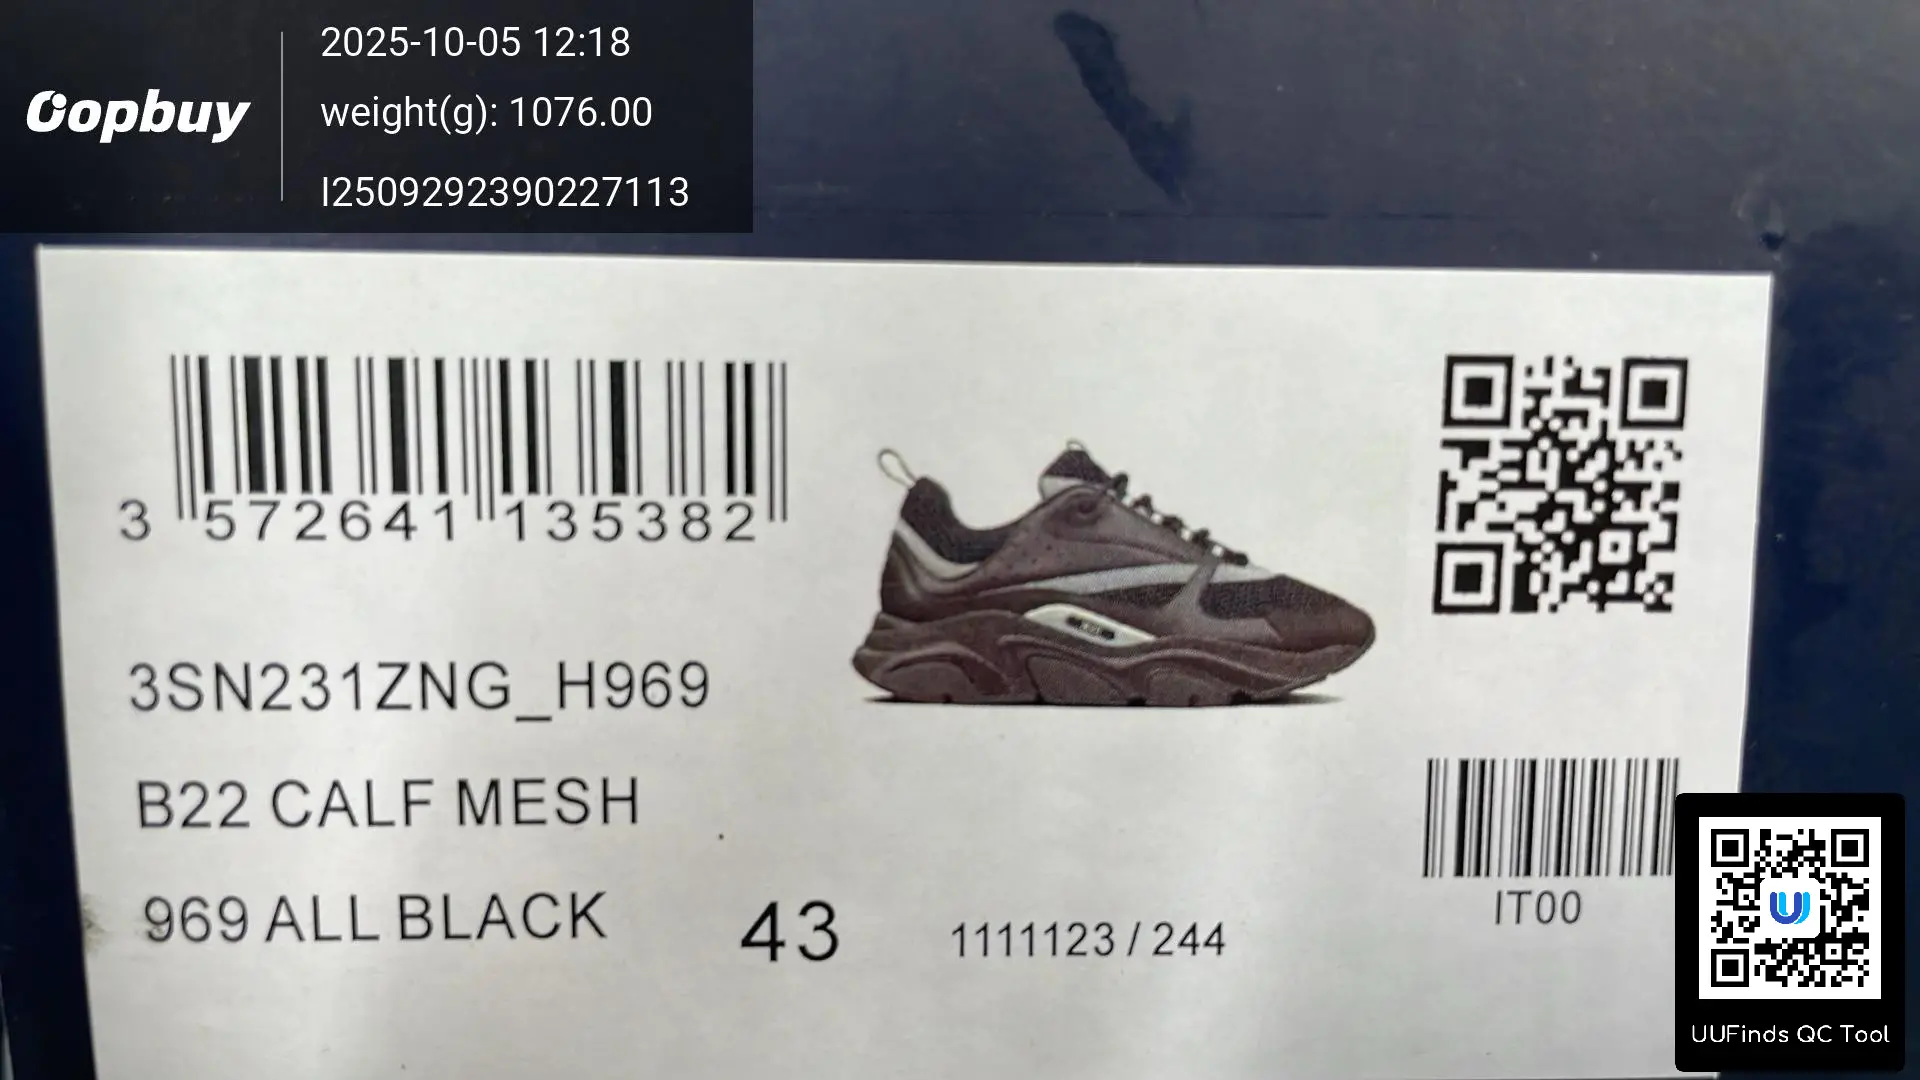 Oopbuy
2025-10-05 12:18
weight(g): 1076.00
I2509292390227113
3 572641 135382
3SN231ZNG_H969
B22 CALF MESH
969 ALL BLACK
43
1111123 / 244
IT00
UUFinds QC Tool